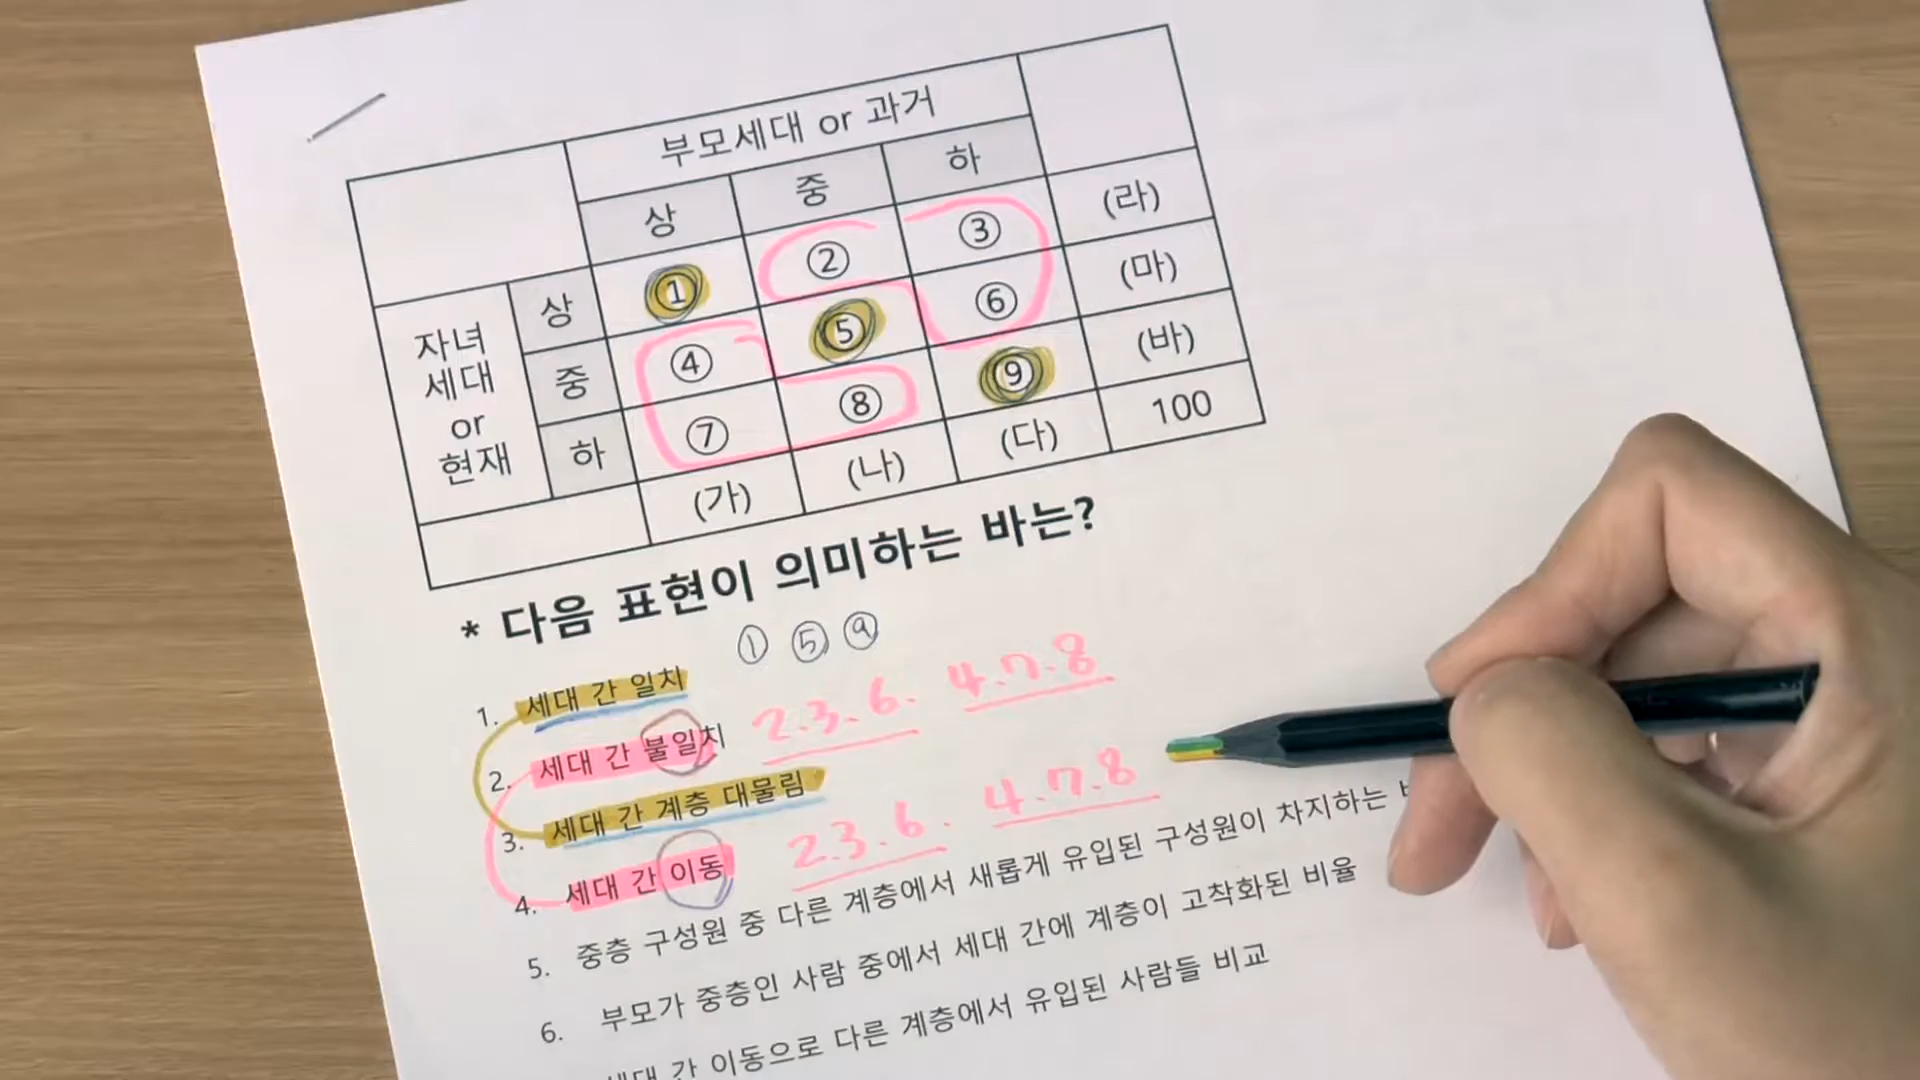 부모세대 or 과거
상 중 하
자녀 세대 or 현재
상 ① ② ③ (라)
중 ④ ⑤ ⑥ (마)
하 ⑦ ⑧ ⑨ (바)
(가) (나) (다) 100
* 다음 표현이 의미하는 바는?
① ⑤ ⑨
1. 세대 간 일치
2. 세대 간 불일치 2.3.6. 4.7.8
3. 세대 간 계층 대물림
4. 세대 간 이동 2.3.6. 4.7.8
5. 중층 구성원 중 다른 계층에서 새롭게 유입된 구성원이 차지하는
6. 부모가 중층인 사람 중에서 세대 간에 계층이 고착화된 비율
세대 간 이동으로 다른 계층에서 유입된 사람들 비교